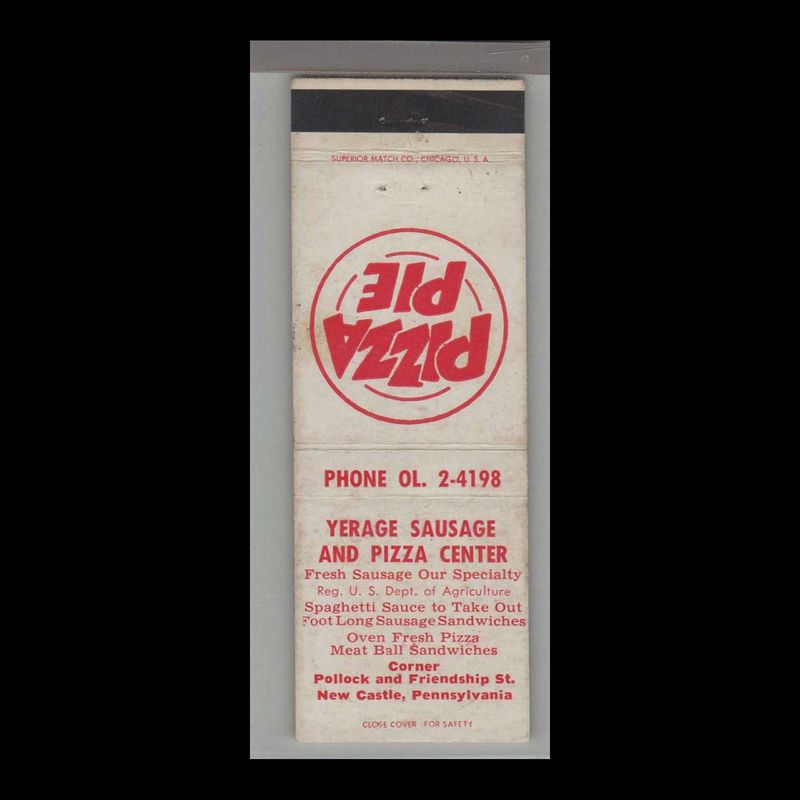 SUPERIOR MATCH CO., CHICAGO, U. S. A.
PIZZA
PIE
PHONE OL. 2-4198
YERAGE SAUSAGE
AND PIZZA CENTER
Fresh Sausage Our Specialty
Reg. U. S. Dept. of Agriculture
Spaghetti Sauce to Take Out
Foot Long Sausage Sandwiches
Oven Fresh Pizza
Meat Ball Sandwiches
Corner
Pollock and Friendship St.
New Castle, Pennsylvania
CLOSE COVER FOR SAFETY